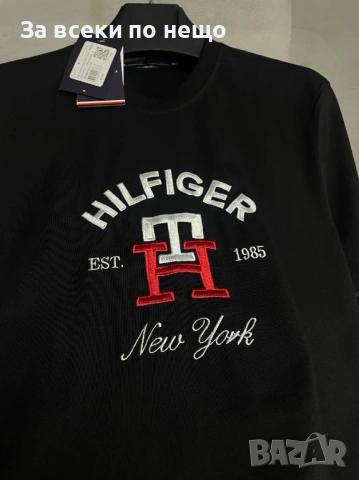 За всеки по нещо
HILFIGER
TH
EST. 1985
New York
BAZAR